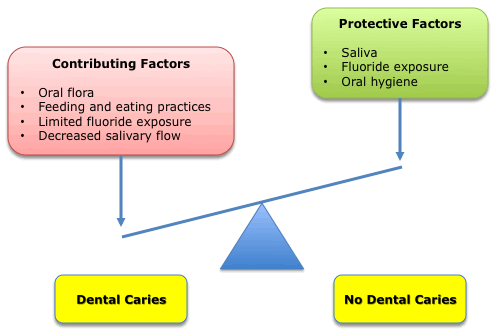 Protective Factors
• Saliva
• Fluoride exposure
• Oral hygiene
Contributing Factors
• Oral flora
• Feeding and eating practices
• Limited fluoride exposure
• Decreased salivary flow
Dental Caries
No Dental Caries